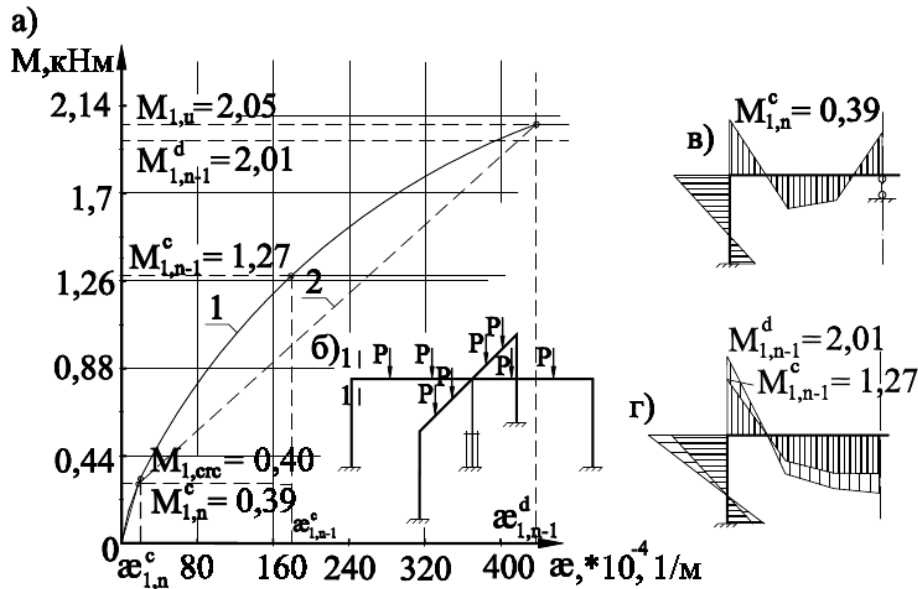 а)
M,кНм
2,14
M1,u = 2,05
M^d1,n-1 = 2,01
1,7
M^c1,n-1 = 1,27
1,26
1
2
0,88
0,44
M1,crc = 0,40
M^c1,n = 0,39
æ^c1,n-1
æ^d1,n-1
0
æ^c1,n
80
160
240
320
400
æ,*10^-4, 1/м
б)
1
1
P
P
P
P
P
P
P
P
в)
M^c1,n = 0,39
г)
M^d1,n-1 = 2,01
M^c1,n-1 = 1,27